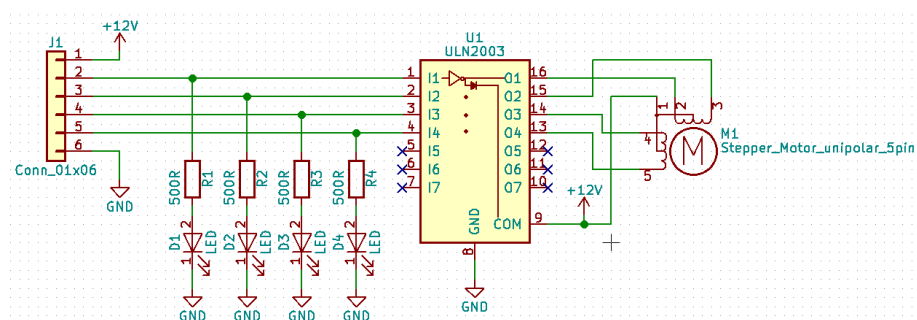 +12V
J1
1
2
3
4
5
6
Conn_01x06
GND
500R
R1
500R
R2
500R
R3
500R
R4
2
D1
LED
1
2
D2
LED
1
2
D3
LED
1
2
D4
LED
1
GND
GND
GND
GND
U1
ULN2003
1 I1 O1 16
2 I2 O2 15
3 I3 O3 14
4 I4 O4 13
5 I5 O5 12
6 I6 O6 11
7 I7 O7 10
COM 9
GND
8
GND
+12V
1
2
3
4
5
M
M1
Stepper_Motor_unipolar_5pin